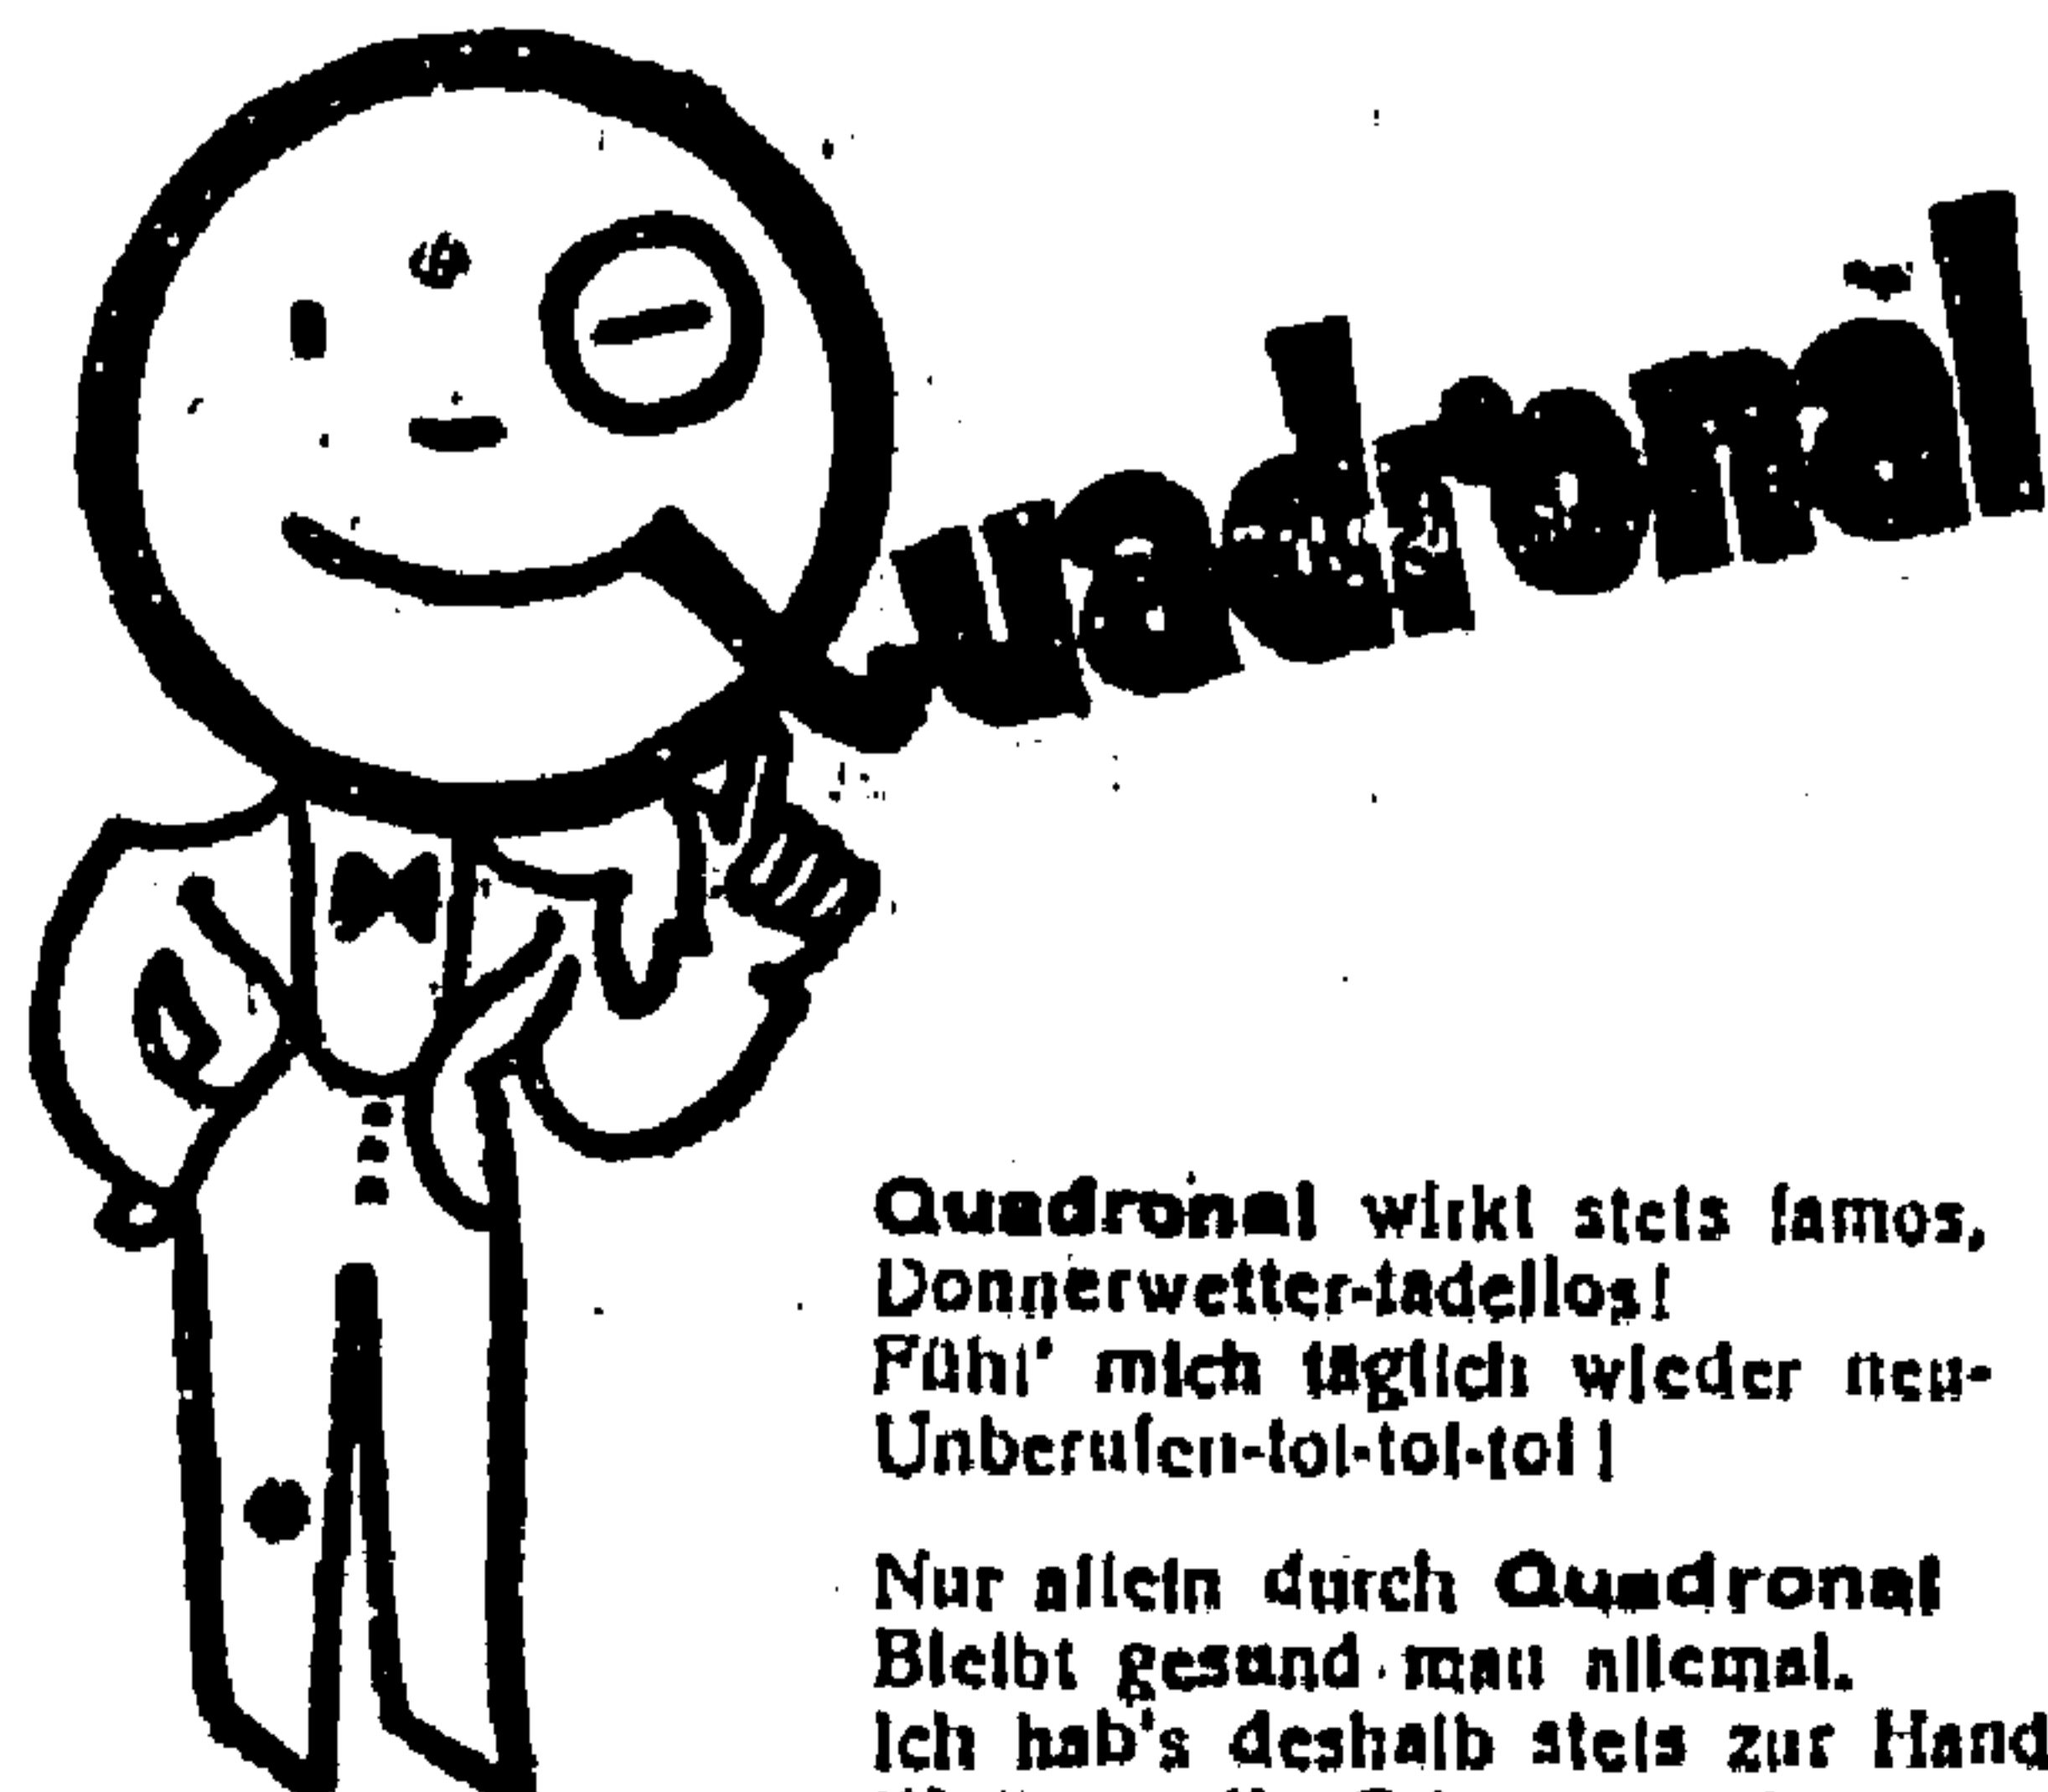 Quadronal
Quadronal wirkt stets famos,
Donnerwetter-tadellos!
Fühl' mich täglich wieder neu-
Unberufen-toi-toi-toi!
Nur allein durch Quadronal
Bleibt gesund man allemal.
Ich hab's deshalb stets zur Hand